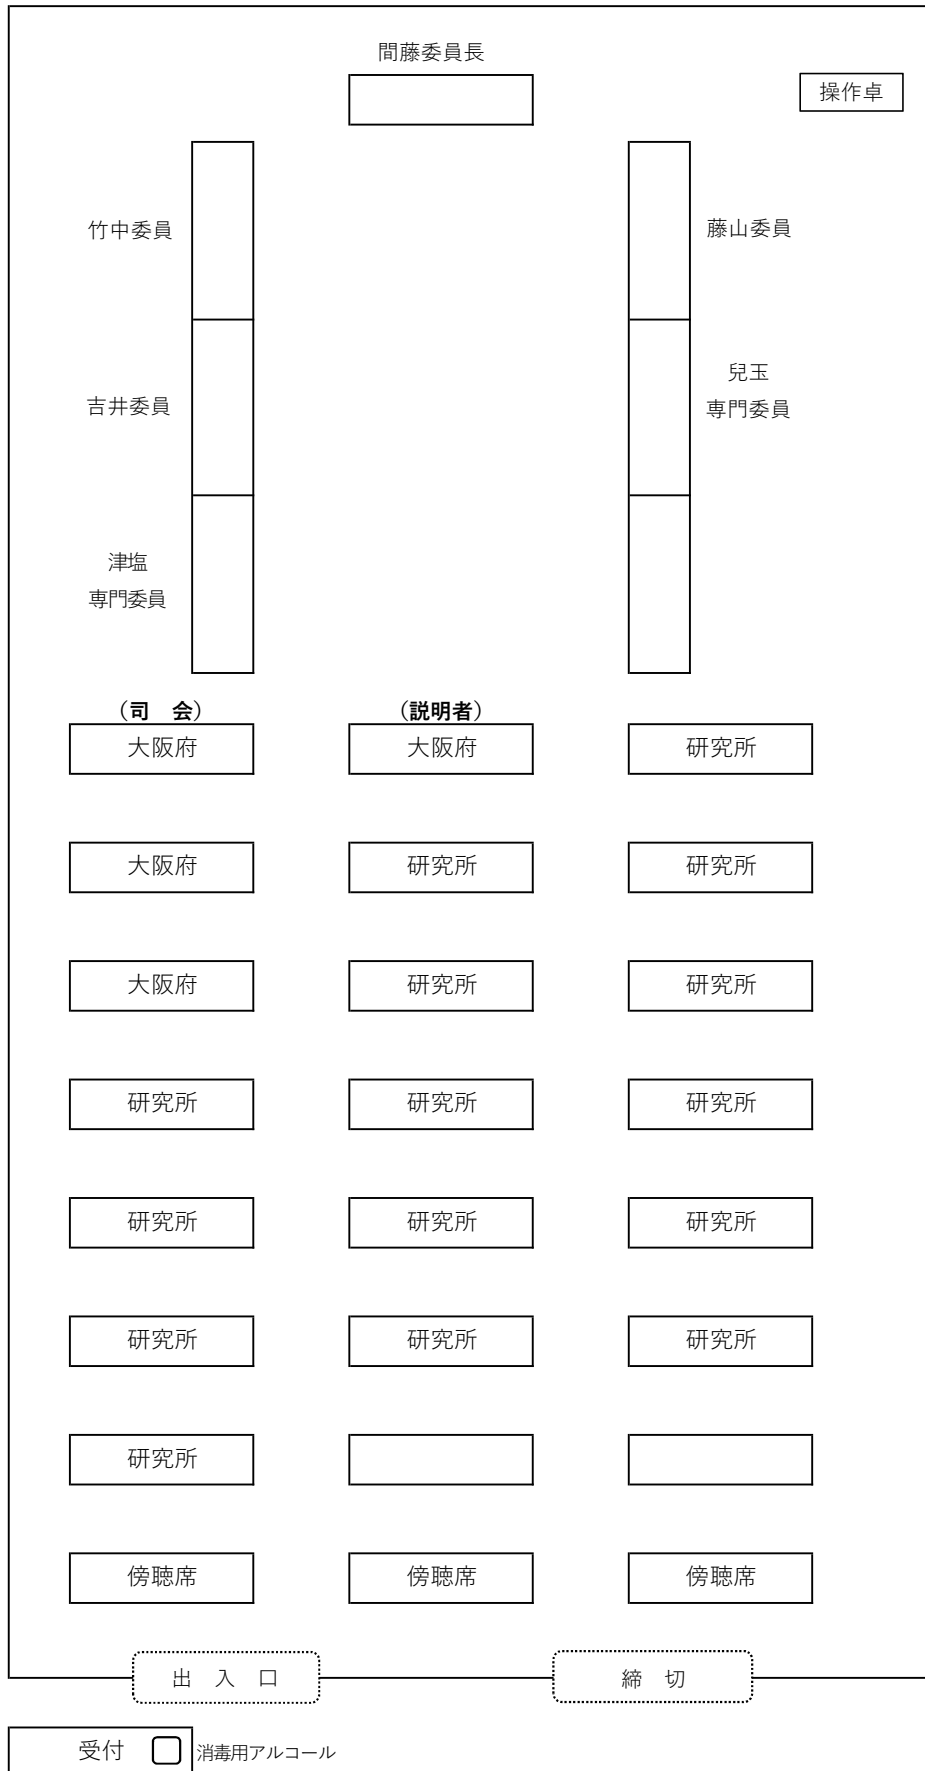 間藤委員長
操作卓
竹中委員
藤山委員
吉井委員
兒玉
専門委員
津塩
専門委員
（司　会）
（説明者）
大阪府
大阪府
研究所
大阪府
研究所
研究所
大阪府
研究所
研究所
研究所
研究所
研究所
研究所
研究所
研究所
研究所
研究所
研究所
研究所
傍聴席
傍聴席
傍聴席
出　入　口
締　切
受付
消毒用アルコール